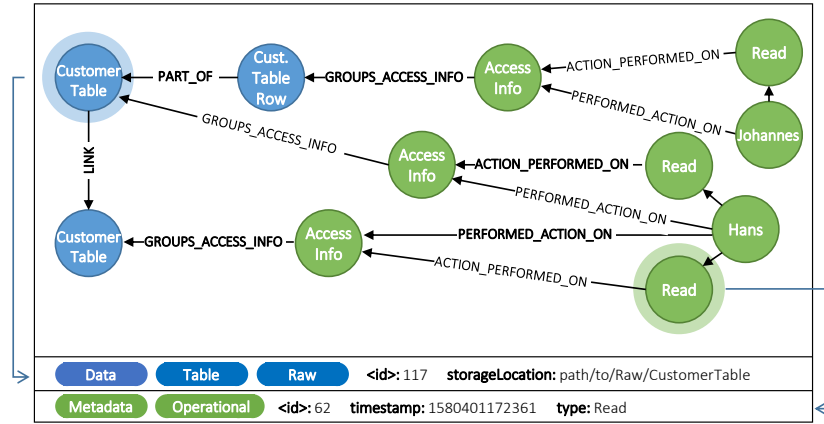 Customer
Table
PART_OF
Cust.
Table
Row
GROUPS_ACCESS_INFO
Access
Info
ACTION_PERFORMED_ON
Read
PERFORMED_ACTION_ON
Johannes
GROUPS_ACCESS_INFO
Access
Info
ACTION_PERFORMED_ON
Read
PERFORMED_ACTION_ON
LINK
Customer
Table
GROUPS_ACCESS_INFO
Access
Info
PERFORMED_ACTION_ON
Hans
ACTION_PERFORMED_ON
Read
Data Table Raw <id>: 117 storageLocation: path/to/Raw/CustomerTable
Metadata Operational <id>: 62 timestamp: 1580401172361 type: Read